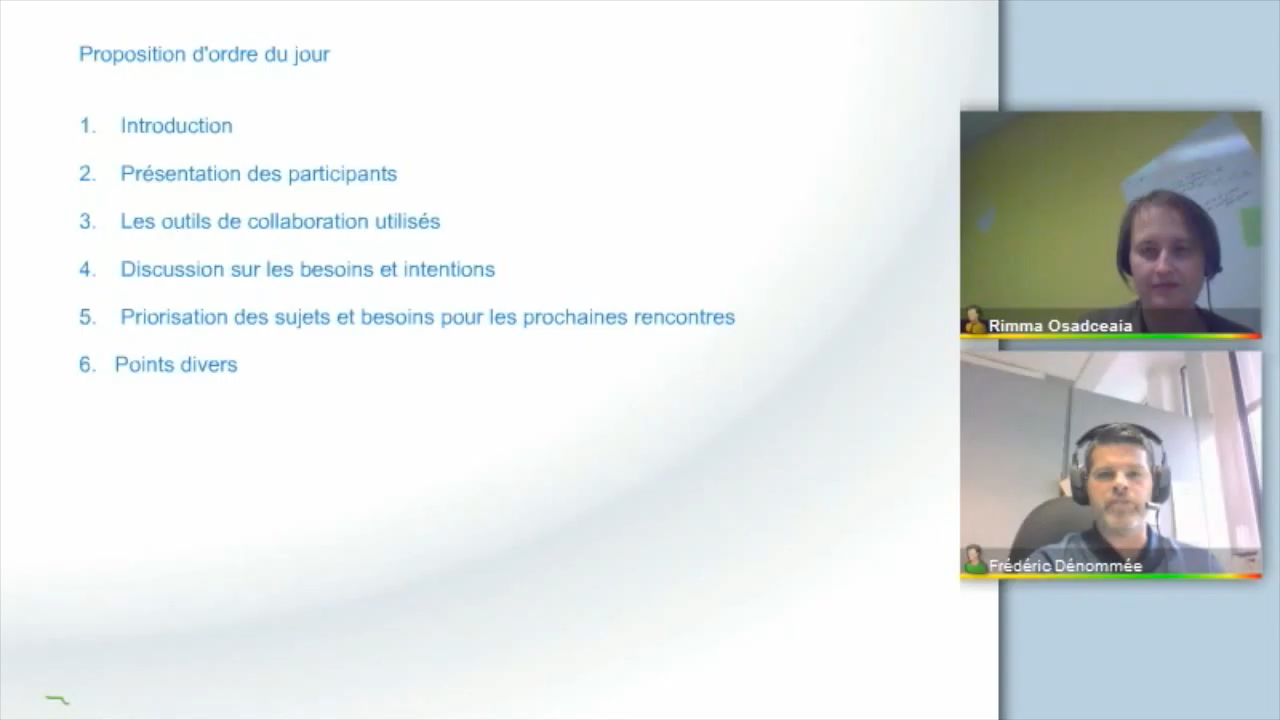 Proposition d'ordre du jour
1. Introduction
2. Présentation des participants
3. Les outils de collaboration utilisés
4. Discussion sur les besoins et intentions
5. Priorisation des sujets et besoins pour les prochaines rencontres
6. Points divers
Rimma Osadceaia
Frédéric Dénommée